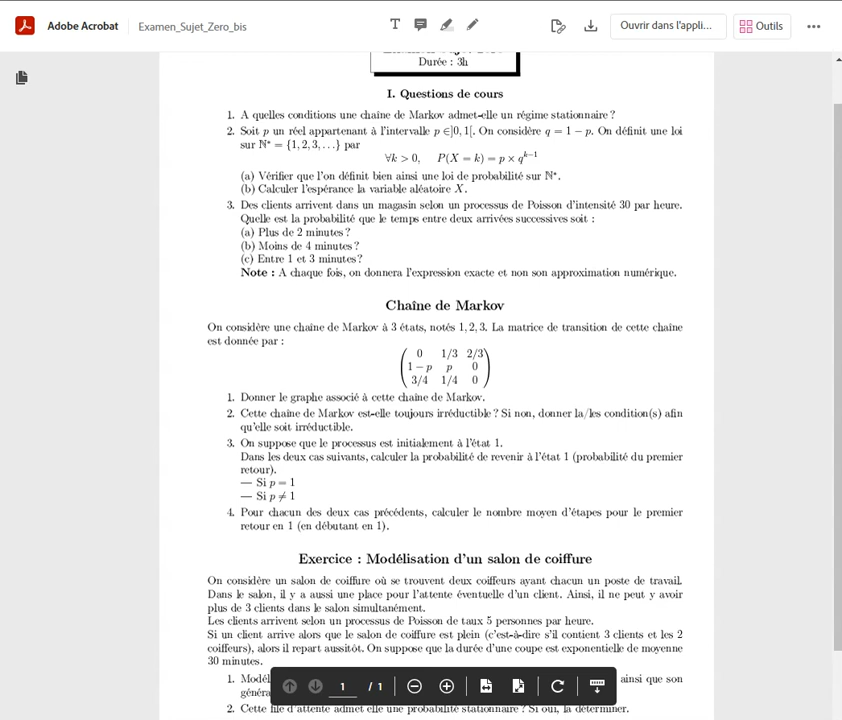 Adobe Acrobat
Examen_Sujet_Zero_bis
Ouvrir dans l'appli...
Outils
Durée : 3h
I. Questions de cours
1. A quelles conditions une chaîne de Markov admet-elle un régime stationnaire ?
2. Soit p un réel appartenant à l'intervalle p ∈]0, 1[. On considère q = 1 − p. On définit une loi
sur ℕ* = {1, 2, 3, . . .} par
∀k > 0, P(X = k) = p × q^{k−1}
(a) Vérifier que l'on définit bien ainsi une loi de probabilité sur ℕ*.
(b) Calculer l'espérance la variable aléatoire X.
3. Des clients arrivent dans un magasin selon un processus de Poisson d'intensité 30 par heure.
Quelle est la probabilité que le temps entre deux arrivées successives soit :
(a) Plus de 2 minutes ?
(b) Moins de 4 minutes ?
(c) Entre 1 et 3 minutes ?
Note : A chaque fois, on donnera l'expression exacte et non son approximation numérique.
Chaîne de Markov
On considère une chaîne de Markov à 3 états, notés 1, 2, 3. La matrice de transition de cette chaîne
est donnée par :
0 1/3 2/3
1 − p p 0
3/4 1/4 0
1. Donner le graphe associé à cette chaîne de Markov.
2. Cette chaîne de Markov est-elle toujours irréductible ? Si non, donner la/les condition(s) afin
qu'elle soit irréductible.
3. On suppose que le processus est initialement à l'état 1.
Dans les deux cas suivants, calculer la probabilité de revenir à l'état 1 (probabilité du premier
retour).
— Si p = 1
— Si p ≠ 1
4. Pour chacun des deux cas précédents, calculer le nombre moyen d'étapes pour le premier
retour en 1 (en débutant en 1).
Exercice : Modélisation d'un salon de coiffure
On considère un salon de coiffure où se trouvent deux coiffeurs ayant chacun un poste de travail.
Dans le salon, il y a aussi une place pour l'attente éventuelle d'un client. Ainsi, il ne peut y avoir
plus de 3 clients dans le salon simultanément.
Les clients arrivent selon un processus de Poisson de taux 5 personnes par heure.
Si un client arrive alors que le salon de coiffure est plein (c'est-à-dire s'il contient 3 clients et les 2
coiffeurs), alors il repart aussitôt. On suppose que la durée d'une coupe est exponentielle de moyenne
30 minutes.
1. Modél ainsi que son
généra
1 / 1
2. Cette file d'attente admet elle une probabilité stationnaire ? Si oui, la déterminer.